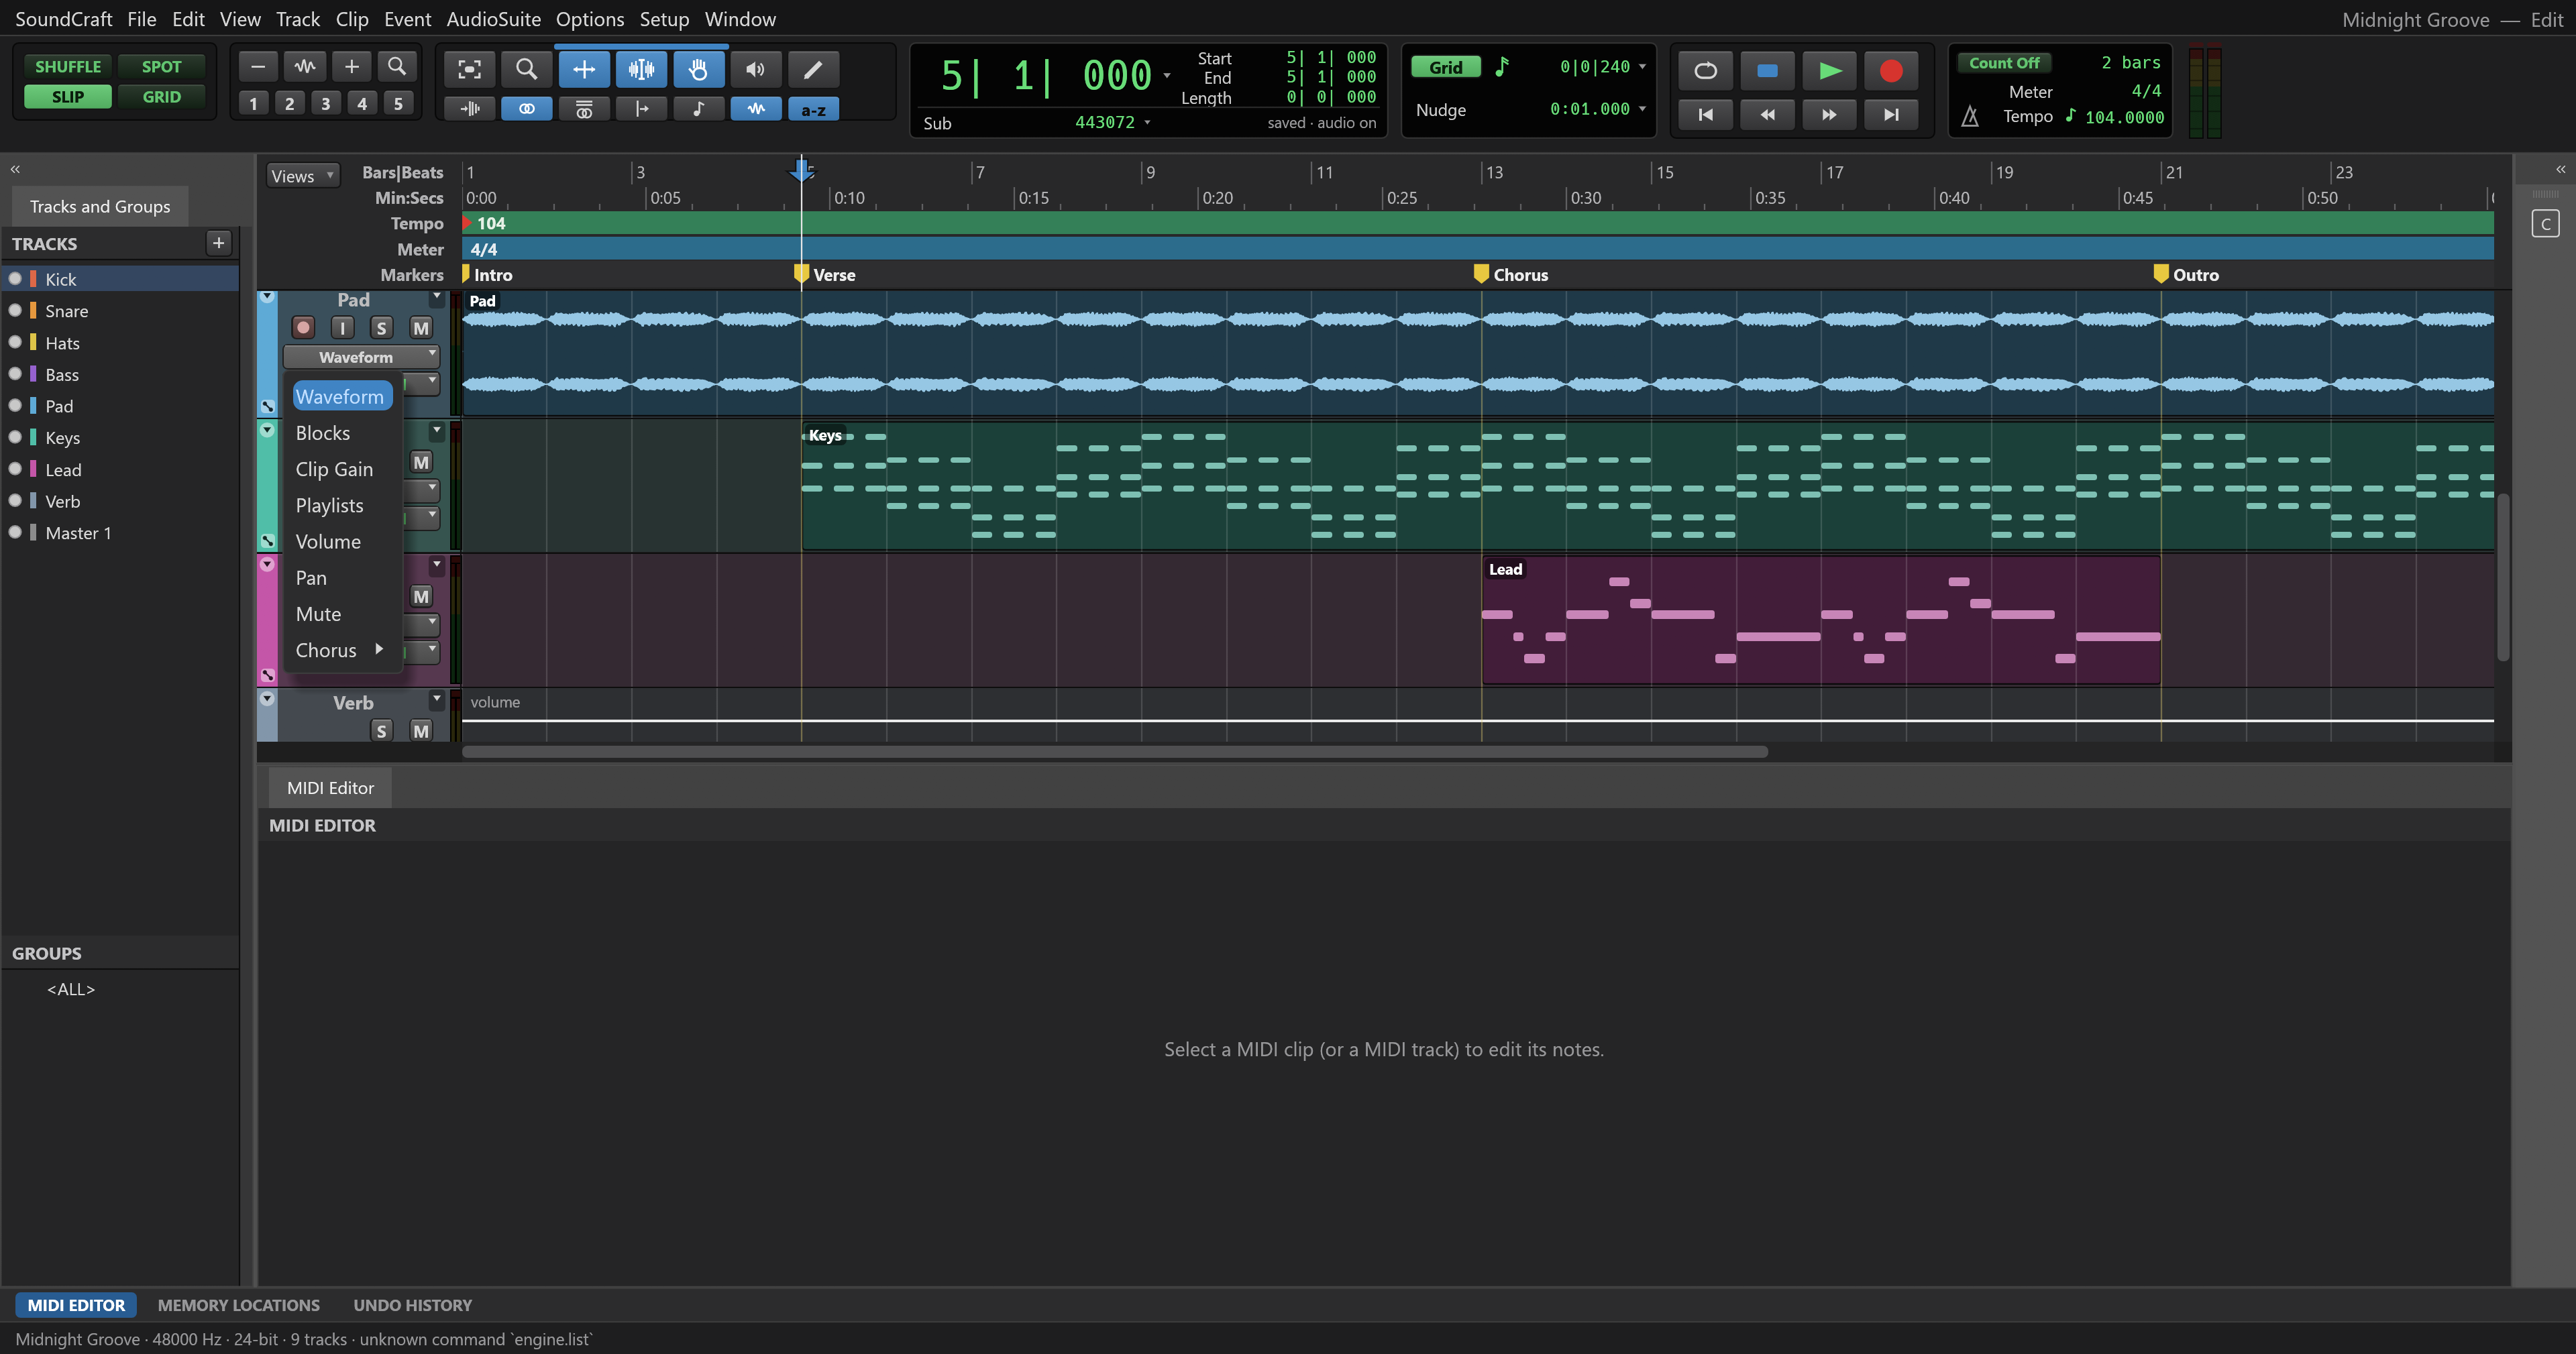 SoundCraft File Edit View Track Clip Event AudioSuite Options Setup Window
Midnight Groove — Edit
SHUFFLE SPOT
SLIP GRID
1 2 3 4 5
a-z
5| 1| 000
Start 5| 1| 000
End 5| 1| 000
Length 0| 0| 000
Sub 443072 saved · audio on
Grid 0|0|240
Nudge 0:01.000
Count Off 2 bars
Meter 4/4
Tempo 104.0000
Tracks and Groups
TRACKS +
Kick
Snare
Hats
Bass
Pad
Keys
Lead
Verb
Master 1
GROUPS
<ALL>
Views
Bars|Beats 1 3 7 9 11 13 15 17 19 21 23
Min:Secs 0:00 0:05 0:10 0:15 0:20 0:25 0:30 0:35 0:40 0:45 0:50
Tempo 104
Meter 4/4
Markers Intro Verse Chorus Outro
Pad
I S M
Waveform
Pad
Waveform
Blocks
Clip Gain
Playlists
Volume
Pan
Mute
Chorus
M
Keys
M
Lead
Verb
S M
volume
C
MIDI Editor
MIDI EDITOR
Select a MIDI clip (or a MIDI track) to edit its notes.
MIDI EDITOR MEMORY LOCATIONS UNDO HISTORY
Midnight Groove · 48000 Hz · 24-bit · 9 tracks · unknown command `engine.list`